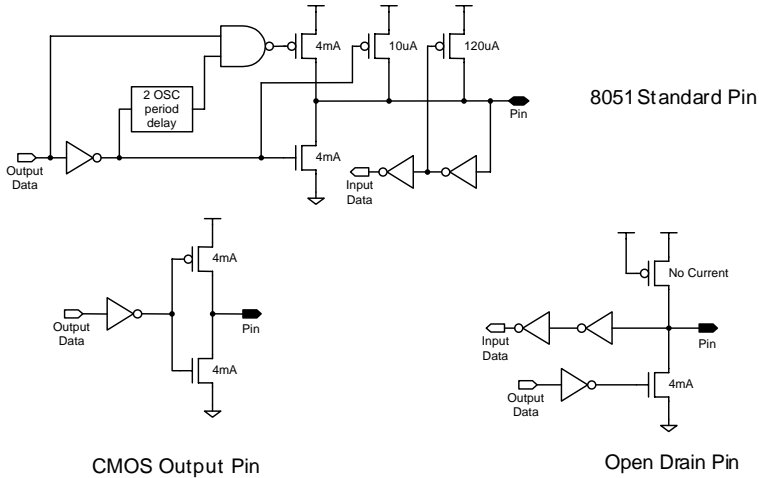 4mA
10uA
120uA
2 OSC
period
delay
8051 Standard Pin
Pin
Output
Data
4mA
Input
Data
4mA
Output
Data
Pin
4mA
CMOS Output Pin
No Current
Input
Data
Pin
Output
Data
4mA
Open Drain Pin